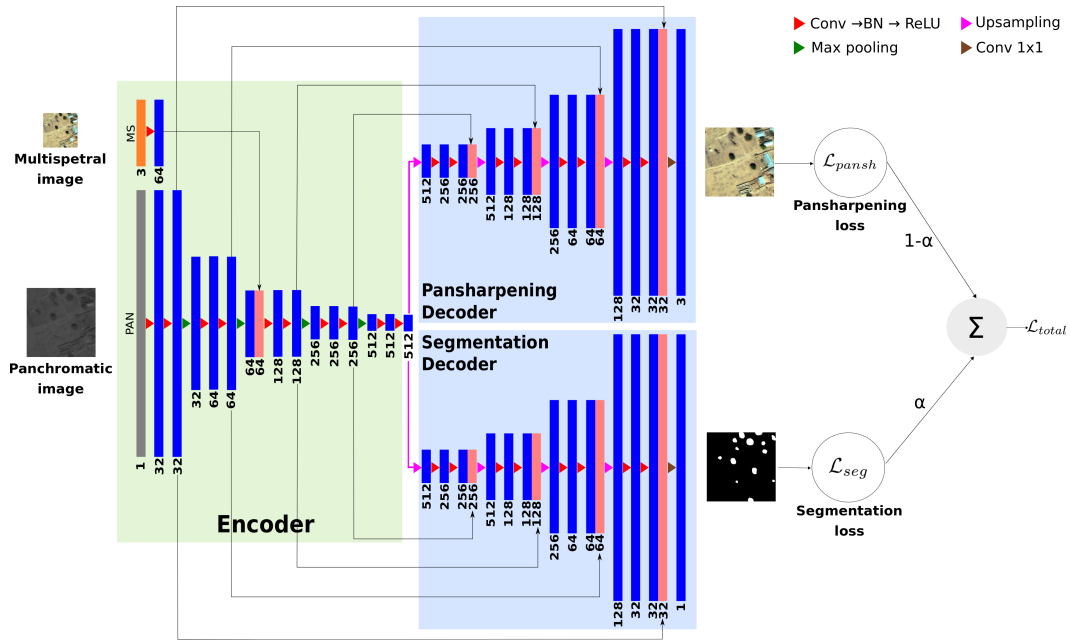 Conv →BN → ReLU
Upsampling
Max pooling
Conv 1x1
Multispetral
image
MS
3 64
Panchromatic
image
PAN
1 32 32 32 64 64 64 64 128 128 256 256 256 512 512 512
Encoder
512 256 256 256 512 128 128 128 256 64 64 64 128 32 32 32 3
Pansharpening
Decoder
Segmentation
Decoder
512 256 256 256 512 128 128 128 256 64 64 64 128 32 32 32 1
ℒpansh
Pansharpening
loss
1-α
Σ
ℒtotal
α
ℒseg
Segmentation
loss